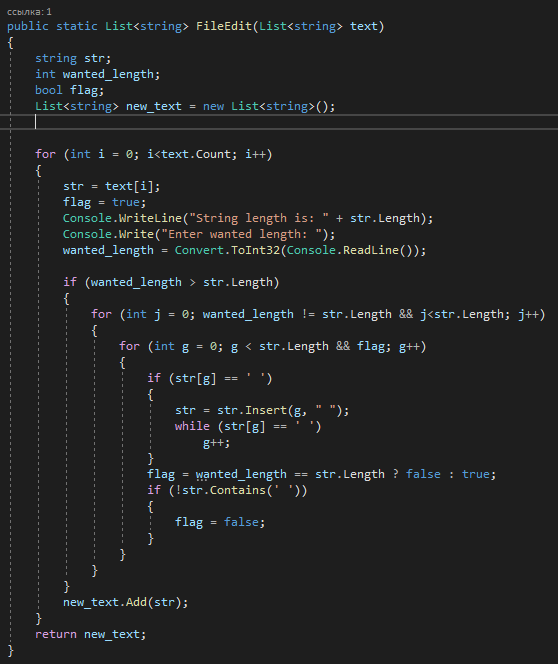 ссылка: 1
public static List<string> FileEdit(List<string> text)
{
string str;
int wanted_length;
bool flag;
List<string> new_text = new List<string>();
for (int i = 0; i<text.Count; i++)
{
str = text[i];
flag = true;
Console.WriteLine("String length is: " + str.Length);
Console.Write("Enter wanted length: ");
wanted_length = Convert.ToInt32(Console.ReadLine());
if (wanted_length > str.Length)
{
for (int j = 0; wanted_length != str.Length && j<str.Length; j++)
{
for (int g = 0; g < str.Length && flag; g++)
{
if (str[g] == ' ')
{
str = str.Insert(g, " ");
while (str[g] == ' ')
g++;
}
flag = wanted_length == str.Length ? false : true;
if (!str.Contains(' '))
{
flag = false;
}
}
}
}
new_text.Add(str);
}
return new_text;
}